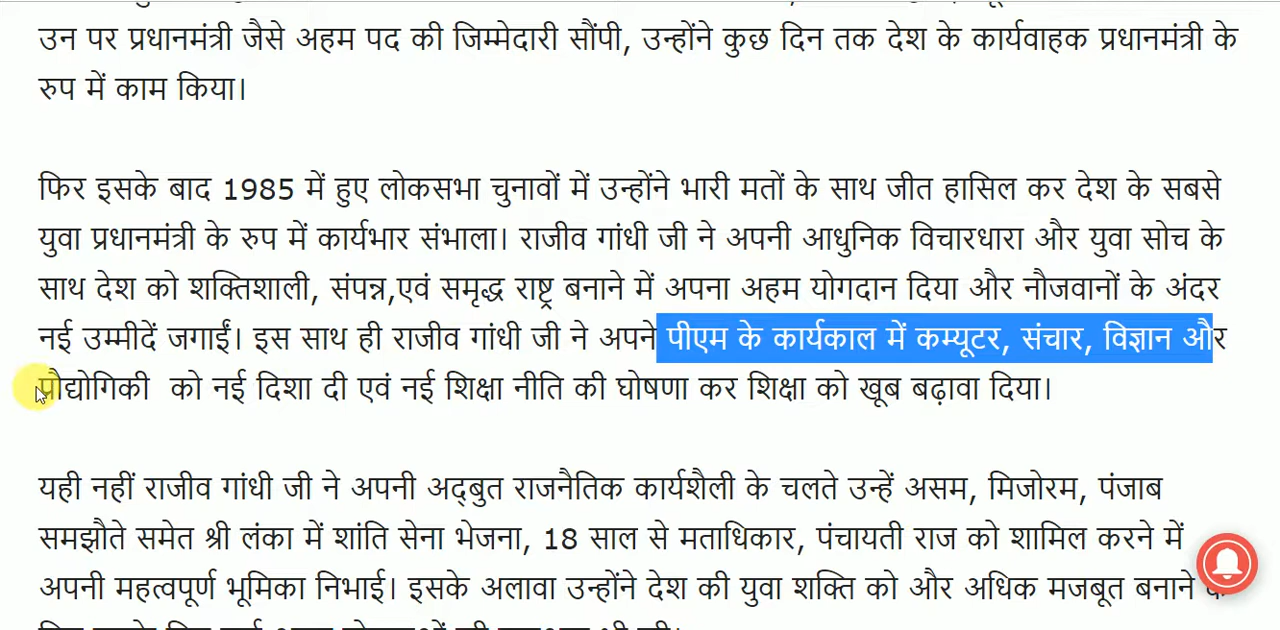 उन पर प्रधानमंत्री जैसे अहम पद की जिम्मेदारी सौंपी, उन्होंने कुछ दिन तक देश के कार्यवाहक प्रधानमंत्री के
रुप में काम किया।
फिर इसके बाद 1985 में हुए लोकसभा चुनावों में उन्होंने भारी मतों के साथ जीत हासिल कर देश के सबसे
युवा प्रधानमंत्री के रुप में कार्यभार संभाला। राजीव गांधी जी ने अपनी आधुनिक विचारधारा और युवा सोच के
साथ देश को शक्तिशाली, संपन्न,एवं समृद्ध राष्ट्र बनाने में अपना अहम योगदान दिया और नौजवानों के अंदर
नई उम्मीदें जगाईं। इस साथ ही राजीव गांधी जी ने अपने पीएम के कार्यकाल में कम्यूटर, संचार, विज्ञान और
प्रौद्योगिकी को नई दिशा दी एवं नई शिक्षा नीति की घोषणा कर शिक्षा को खूब बढ़ावा दिया।
यही नहीं राजीव गांधी जी ने अपनी अद्बुत राजनैतिक कार्यशैली के चलते उन्हें असम, मिजोरम, पंजाब
समझौते समेत श्री लंका में शांति सेना भेजना, 18 साल से मताधिकार, पंचायती राज को शामिल करने में
अपनी महत्वपूर्ण भूमिका निभाई। इसके अलावा उन्होंने देश की युवा शक्ति को और अधिक मजबूत बनाने के